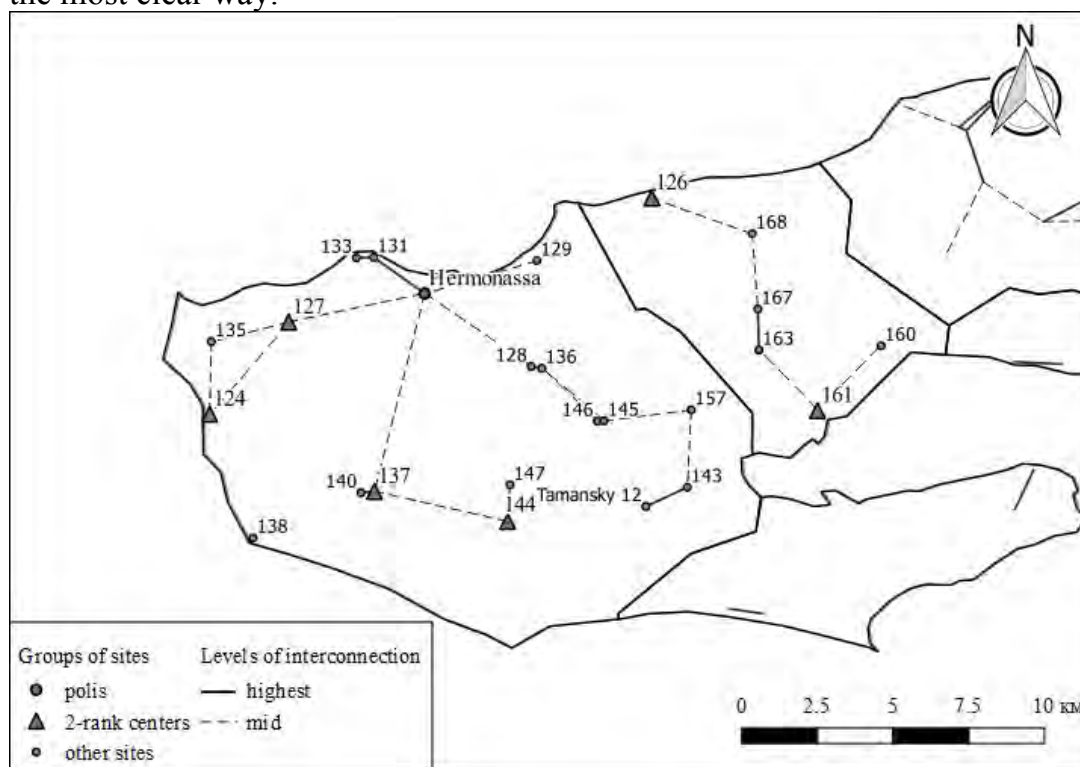 the most clear way.
N
126
168
133 131
129
Hermonassa
127
167
135
163
160
128 136
124
161
157
146 145
147
143
140 137
Tamansky 12
144
138
Groups of sites
polis
2-rank centers
other sites
Levels of interconnection
highest
mid
0 2.5 5 7.5 10 км